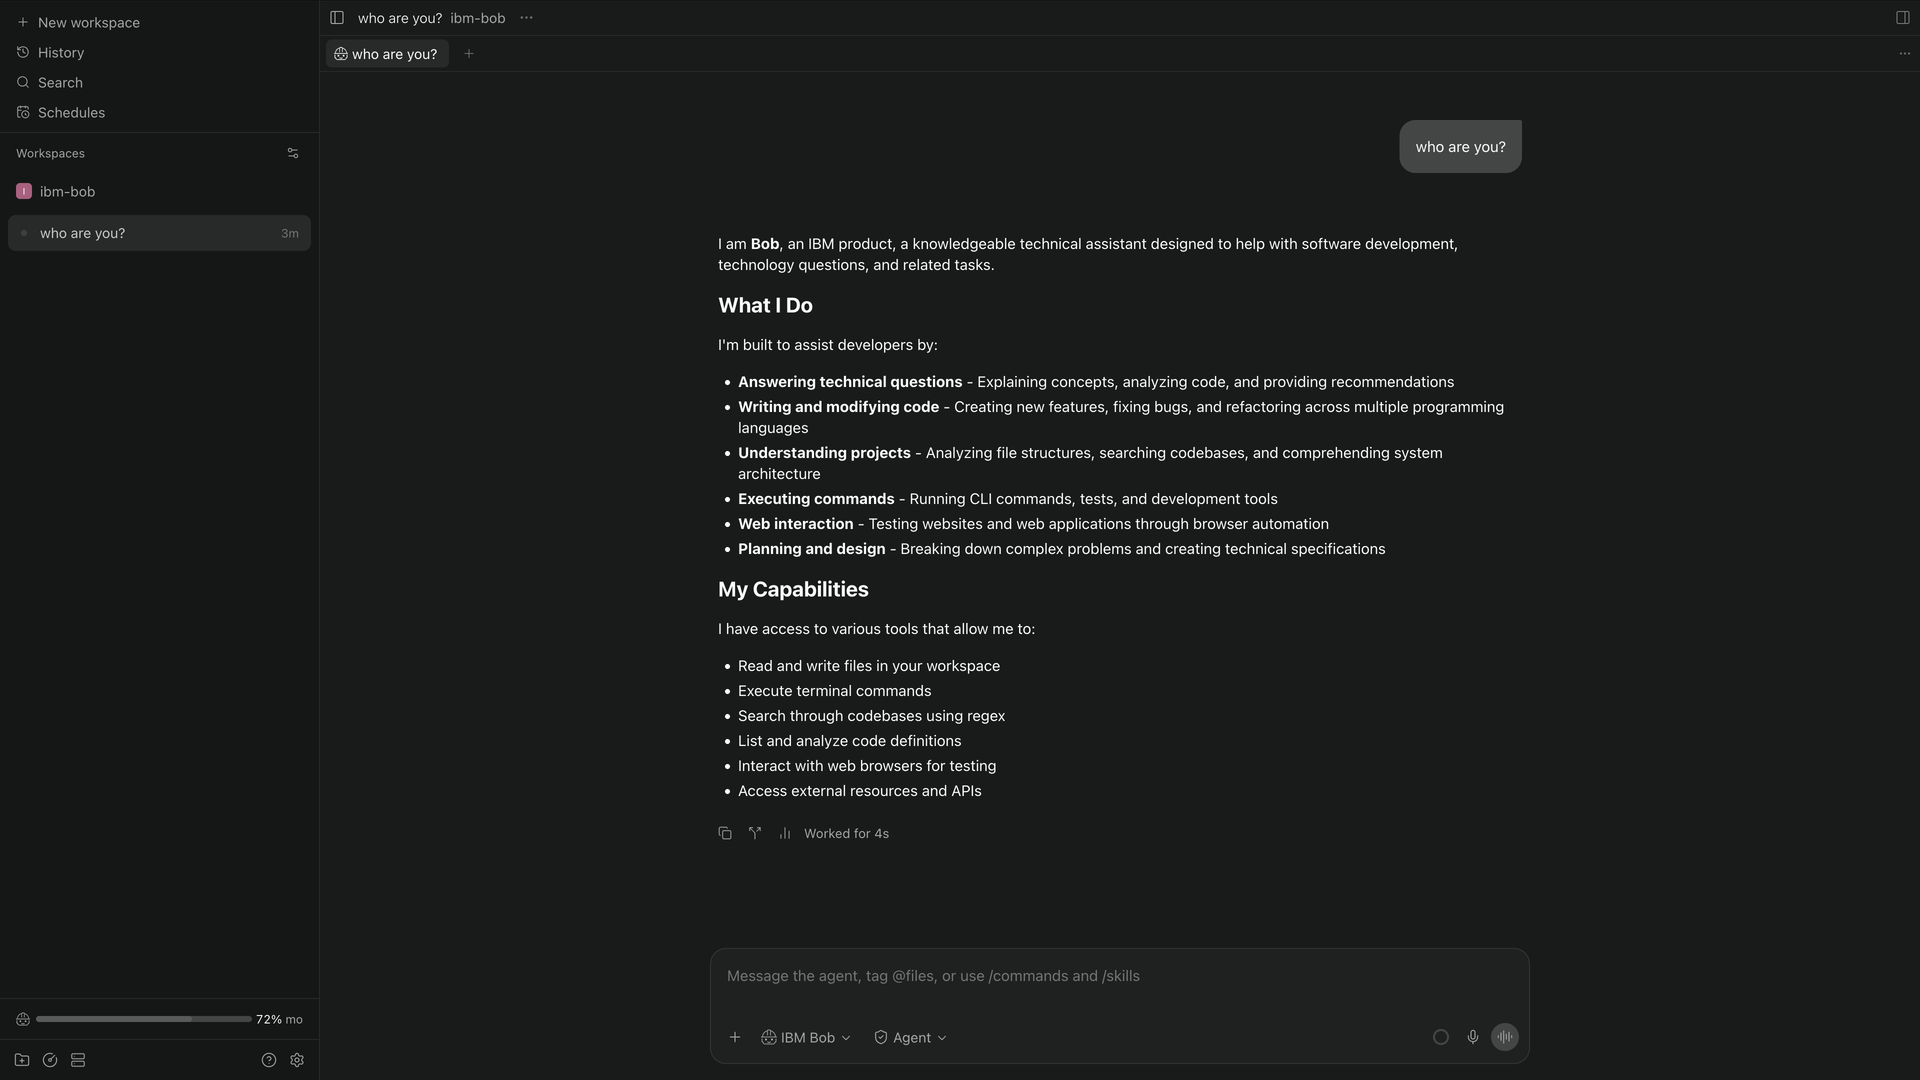 New workspace
History
Search
Schedules
Workspaces
I
ibm-bob
who are you? 3m
72% mo
who are you? ibm-bob
who are you?
who are you?
I am Bob, an IBM product, a knowledgeable technical assistant designed to help with software development,
technology questions, and related tasks.
What I Do
I'm built to assist developers by:
• Answering technical questions - Explaining concepts, analyzing code, and providing recommendations
• Writing and modifying code - Creating new features, fixing bugs, and refactoring across multiple programming
languages
• Understanding projects - Analyzing file structures, searching codebases, and comprehending system
architecture
• Executing commands - Running CLI commands, tests, and development tools
• Web interaction - Testing websites and web applications through browser automation
• Planning and design - Breaking down complex problems and creating technical specifications
My Capabilities
I have access to various tools that allow me to:
• Read and write files in your workspace
• Execute terminal commands
• Search through codebases using regex
• List and analyze code definitions
• Interact with web browsers for testing
• Access external resources and APIs
Worked for 4s
Message the agent, tag @files, or use /commands and /skills
IBM Bob Agent